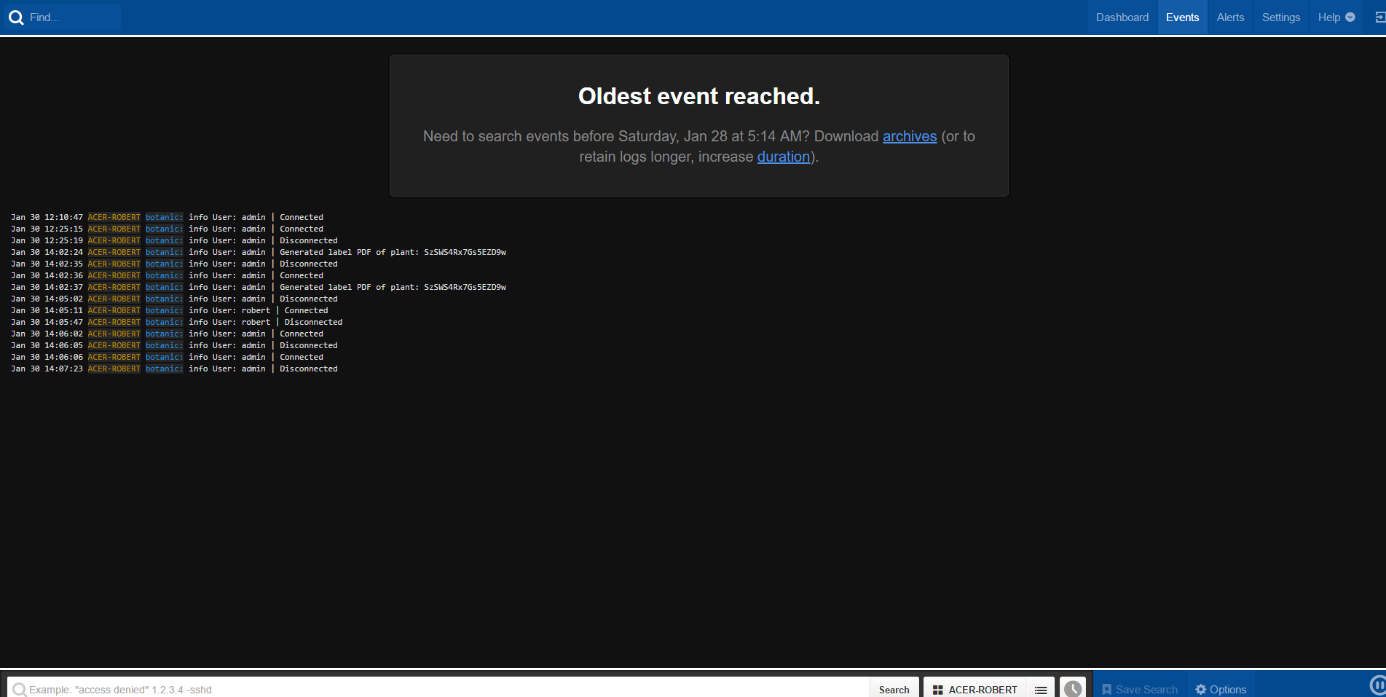 Find...
Dashboard Events Alerts Settings Help
Oldest event reached.
Need to search events before Saturday, Jan 28 at 5:14 AM? Download archives (or to
retain logs longer, increase duration).
Jan 30 12:10:47 ACER-ROBERT botanic: info User: admin | Connected
Jan 30 12:25:15 ACER-ROBERT botanic: info User: admin | Connected
Jan 30 12:25:19 ACER-ROBERT botanic: info User: admin | Disconnected
Jan 30 14:02:24 ACER-ROBERT botanic: info User: admin | Generated label PDF of plant: SzSWS4Rx7Gs5EZD9w
Jan 30 14:02:35 ACER-ROBERT botanic: info User: admin | Disconnected
Jan 30 14:02:36 ACER-ROBERT botanic: info User: admin | Connected
Jan 30 14:02:37 ACER-ROBERT botanic: info User: admin | Generated label PDF of plant: SzSWS4Rx7Gs5EZD9w
Jan 30 14:05:02 ACER-ROBERT botanic: info User: admin | Disconnected
Jan 30 14:05:11 ACER-ROBERT botanic: info User: robert | Connected
Jan 30 14:05:47 ACER-ROBERT botanic: info User: robert | Disconnected
Jan 30 14:06:02 ACER-ROBERT botanic: info User: admin | Connected
Jan 30 14:06:05 ACER-ROBERT botanic: info User: admin | Disconnected
Jan 30 14:06:06 ACER-ROBERT botanic: info User: admin | Connected
Jan 30 14:07:23 ACER-ROBERT botanic: info User: admin | Disconnected
Example: "access denied" 1.2.3.4 -sshd Search ACER-ROBERT Save Search Options